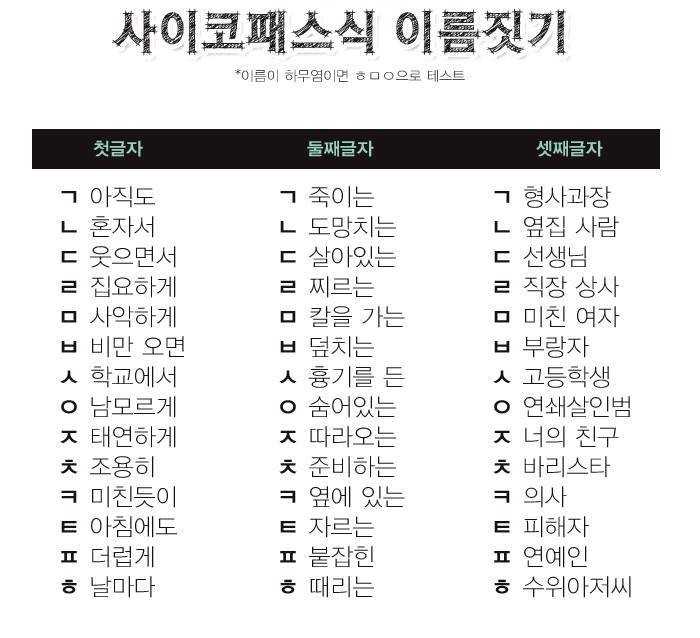 사이코패스식 이름짓기
*이름이 하무염이면 ㅎㅁㅇ으로 테스트
첫글자 둘째글자 셋째글자
ㄱ 아직도 ㄱ 죽이는 ㄱ 형사과장
ㄴ 혼자서 ㄴ 도망치는 ㄴ 옆집 사람
ㄷ 웃으면서 ㄷ 살아있는 ㄷ 선생님
ㄹ 집요하게 ㄹ 찌르는 ㄹ 직장 상사
ㅁ 사악하게 ㅁ 칼을 가는 ㅁ 미친 여자
ㅂ 비만 오면 ㅂ 덮치는 ㅂ 부랑자
ㅅ 학교에서 ㅅ 흉기를 든 ㅅ 고등학생
ㅇ 남모르게 ㅇ 숨어있는 ㅇ 연쇄살인범
ㅈ 태연하게 ㅈ 따라오는 ㅈ 너의 친구
ㅊ 조용히 ㅊ 준비하는 ㅊ 바리스타
ㅋ 미친듯이 ㅋ 옆에 있는 ㅋ 의사
ㅌ 아침에도 ㅌ 자르는 ㅌ 피해자
ㅍ 더럽게 ㅍ 붙잡힌 ㅍ 연예인
ㅎ 날마다 ㅎ 때리는 ㅎ 수위아저씨